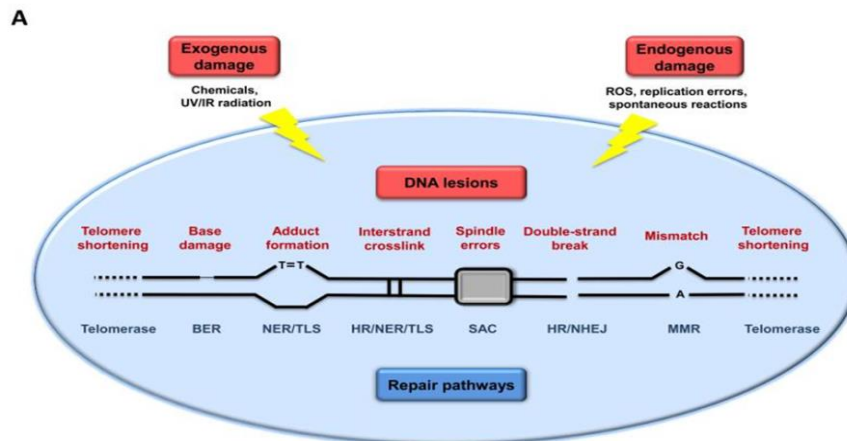 A
Exogenous
damage
Chemicals,
UV/IR radiation
Endogenous
damage
ROS, replication errors,
spontaneous reactions
DNA lesions
Telomere
shortening
Base
damage
Adduct
formation
Interstrand
crosslink
Spindle
errors
Double-strand
break
Mismatch
Telomere
shortening
T=T
G
A
Telomerase
BER
NER/TLS
HR/NER/TLS
SAC
HR/NHEJ
MMR
Telomerase
Repair pathways